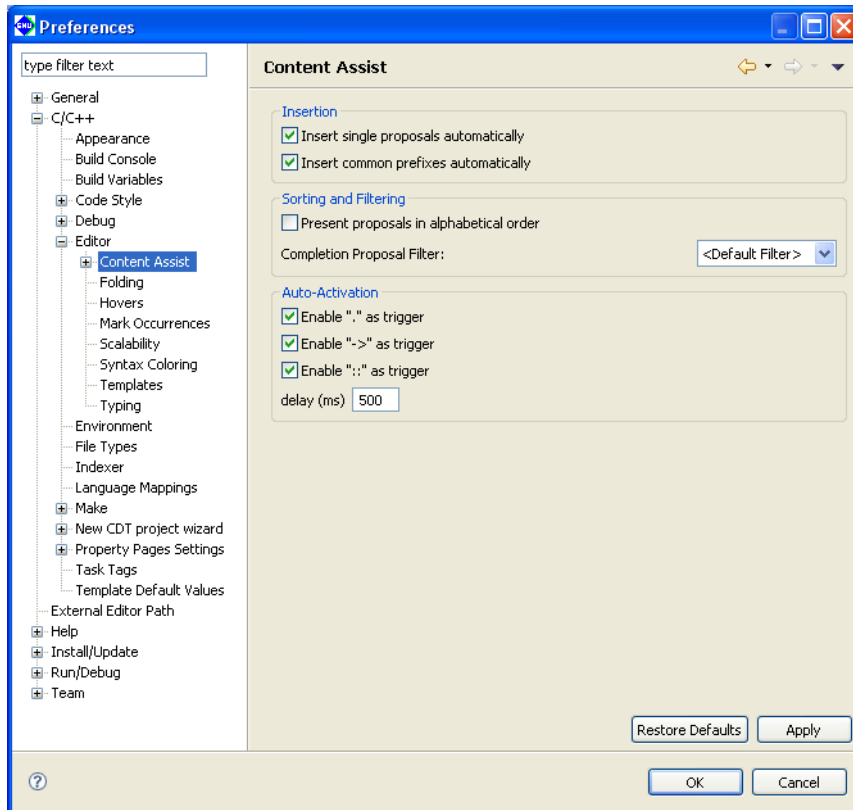 Preferences
type filter text
General
C/C++
Appearance
Build Console
Build Variables
Code Style
Debug
Editor
Content Assist
Folding
Hovers
Mark Occurrences
Scalability
Syntax Coloring
Templates
Typing
Environment
File Types
Indexer
Language Mappings
Make
New CDT project wizard
Property Pages Settings
Task Tags
Template Default Values
External Editor Path
Help
Install/Update
Run/Debug
Team
Content Assist
Insertion
Insert single proposals automatically
Insert common prefixes automatically
Sorting and Filtering
Present proposals in alphabetical order
Completion Proposal Filter: <Default Filter>
Auto-Activation
Enable "." as trigger
Enable "->" as trigger
Enable "::" as trigger
delay (ms) 500
Restore Defaults Apply
OK Cancel